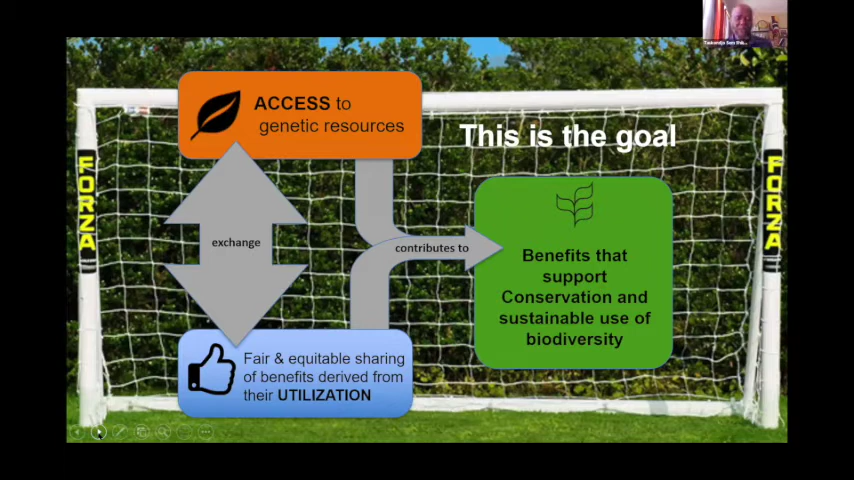 ACCESS to
genetic resources
This is the goal
FORZA
FORZA
exchange
contributes to
Benefits that
support
Conservation and
sustainable use of
biodiversity
Fair & equitable sharing
of benefits derived from
their UTILIZATION